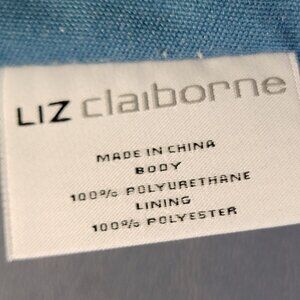 LIZ claiborne
MADE IN CHINA
BODY
100% POLYURETHANE
LINING
100% POLYESTER